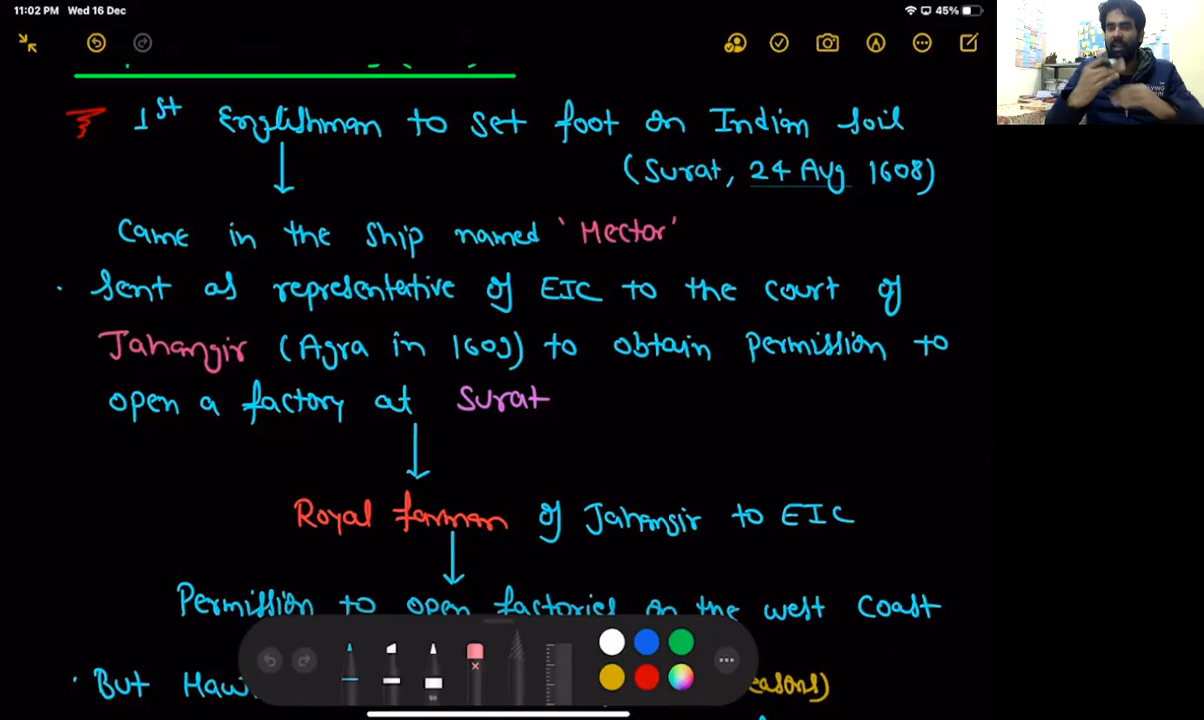 11:02 PM Wed 16 Dec 45%
1st Englishman to set foot on Indian soil
(Surat, 24 Aug 1608)
Came in the ship named 'Hector'
• Sent as representative of EIC to the court of
Jahangir (Agra in 1609) to obtain permission to
open a factory at Surat
Royal farman of Jahangir to EIC
Permission to open factories on the west coast
• But Haw easons)